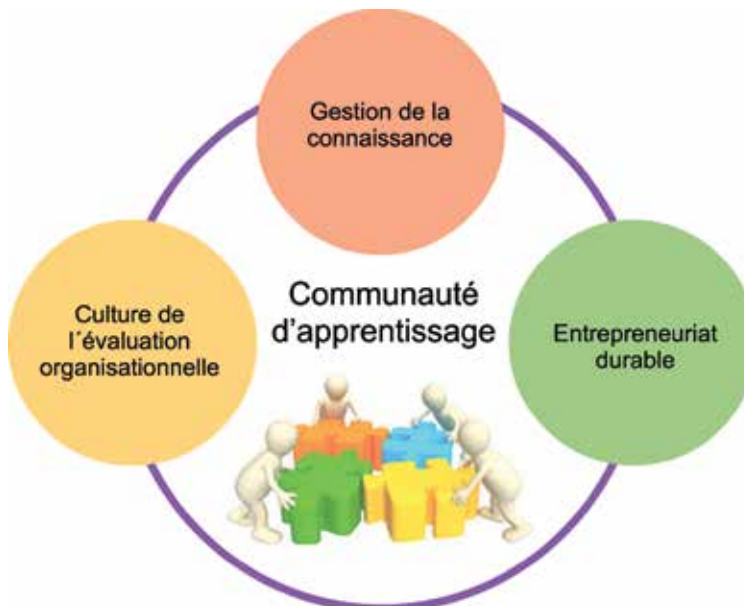 Gestion de la
connaissance
Communauté
d'apprentissage
Culture de
l´évaluation
organisationnelle
Entrepreneuriat
durable